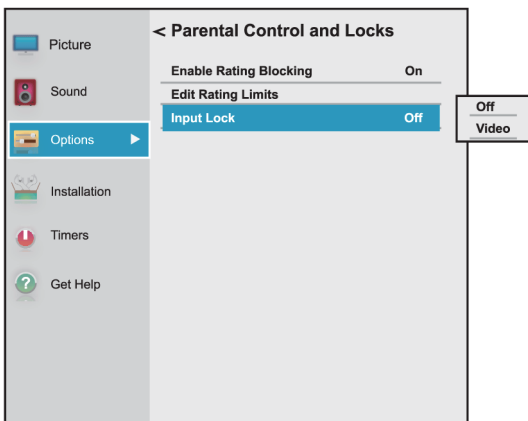 < Parental Control and Locks
Picture
Sound
Options
Installation
Timers
Get Help
Enable Rating Blocking On
Edit Rating Limits
Input Lock Off
Off
Video